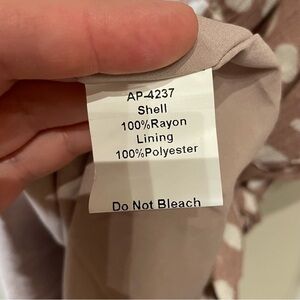 AP-4237
Shell
100%Rayon
Lining
100%Polyester
Do Not Bleach